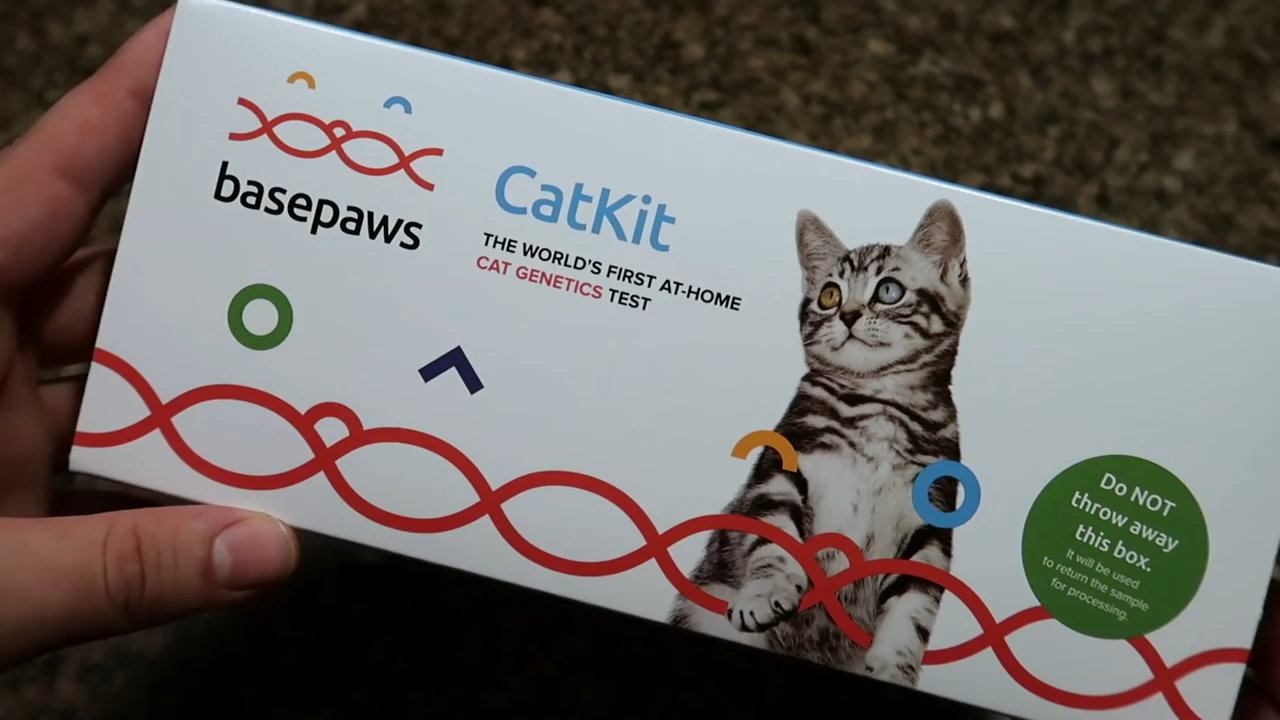 basepaws
CatKit
THE WORLD'S FIRST AT-HOME
CAT GENETICS TEST
Do NOT
throw away
this box.
It will be used
to return the sample
for processing.